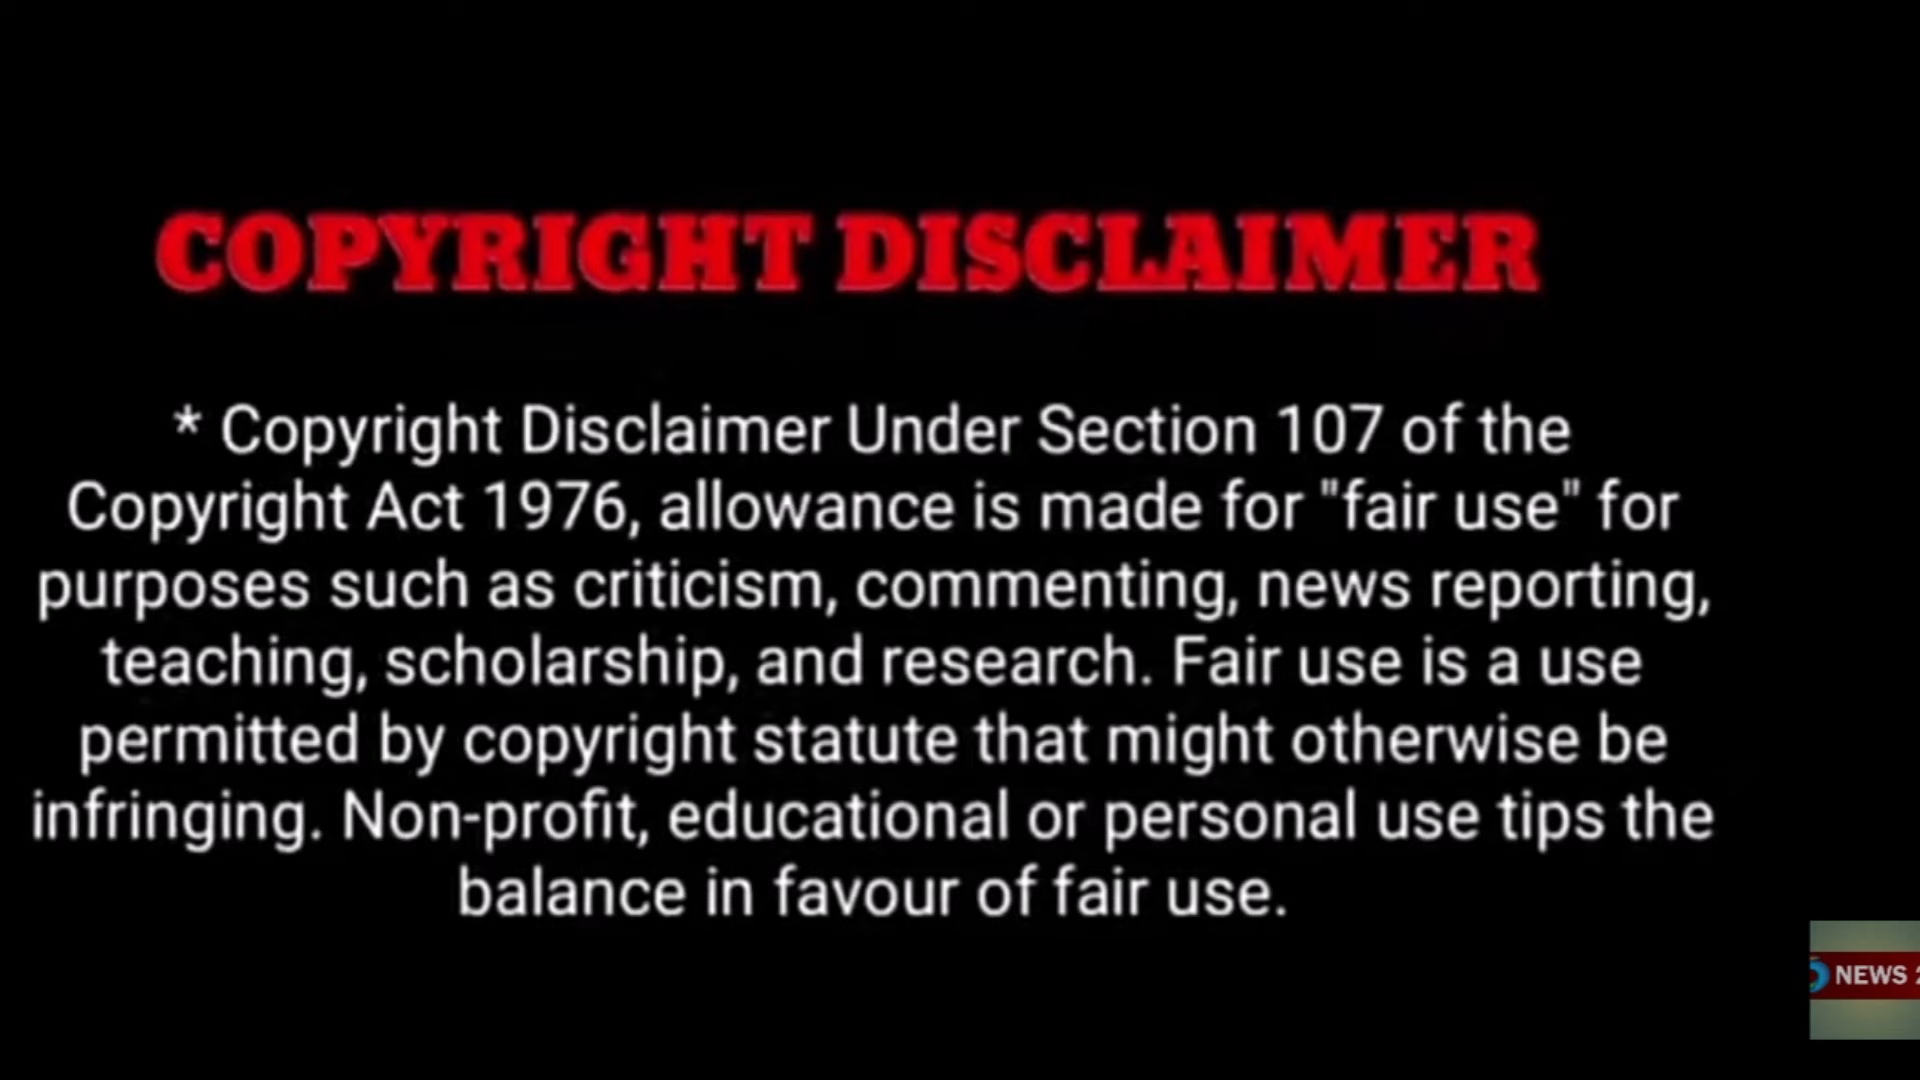 COPYRIGHT DISCLAIMER
* Copyright Disclaimer Under Section 107 of the
Copyright Act 1976, allowance is made for "fair use" for
purposes such as criticism, commenting, news reporting,
teaching, scholarship, and research. Fair use is a use
permitted by copyright statute that might otherwise be
infringing. Non-profit, educational or personal use tips the
balance in favour of fair use.
NEWS